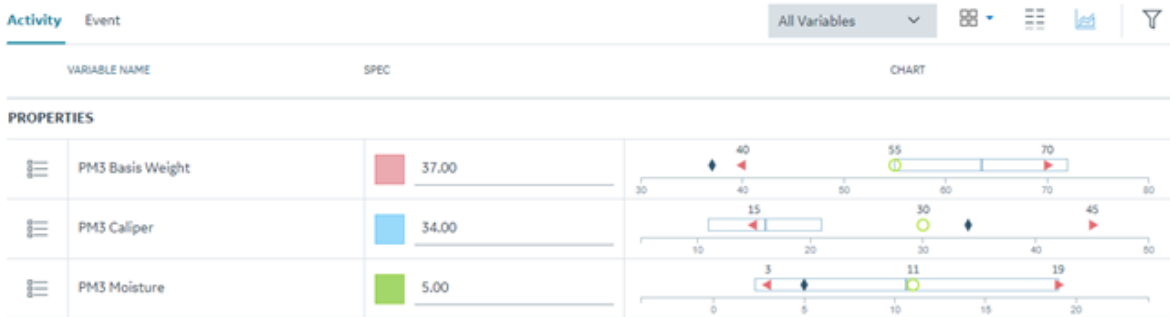 Activity Event All Variables
VARIABLE NAME SPEC CHART
PROPERTIES
PM3 Basis Weight 37.00
40 55 70
30 40 50 60 70 80
PM3 Caliper 34.00
15 30 45
10 20 30 40 50
PM3 Moisture 5.00
3 11 19
0 5 10 15 20